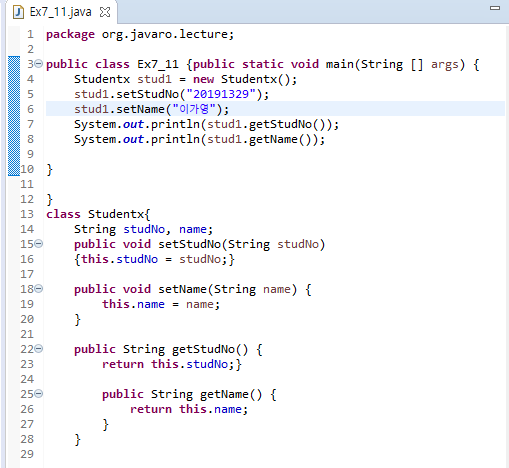 Ex7_11.java
1 package org.javaro.lecture;
2
3 public class Ex7_11 {public static void main(String [] args) {
4 Studentx stud1 = new Studentx();
5 stud1.setStudNo("20191329");
6 stud1.setName("이가영");
7 System.out.println(stud1.getStudNo());
8 System.out.println(stud1.getName());
9
10 }
11
12 }
13 class Studentx{
14 String studNo, name;
15 public void setStudNo(String studNo)
16 {this.studNo = studNo;}
17
18 public void setName(String name) {
19 this.name = name;
20 }
21
22 public String getStudNo() {
23 return this.studNo;}
24
25 public String getName() {
26 return this.name;
27 }
28 }
29